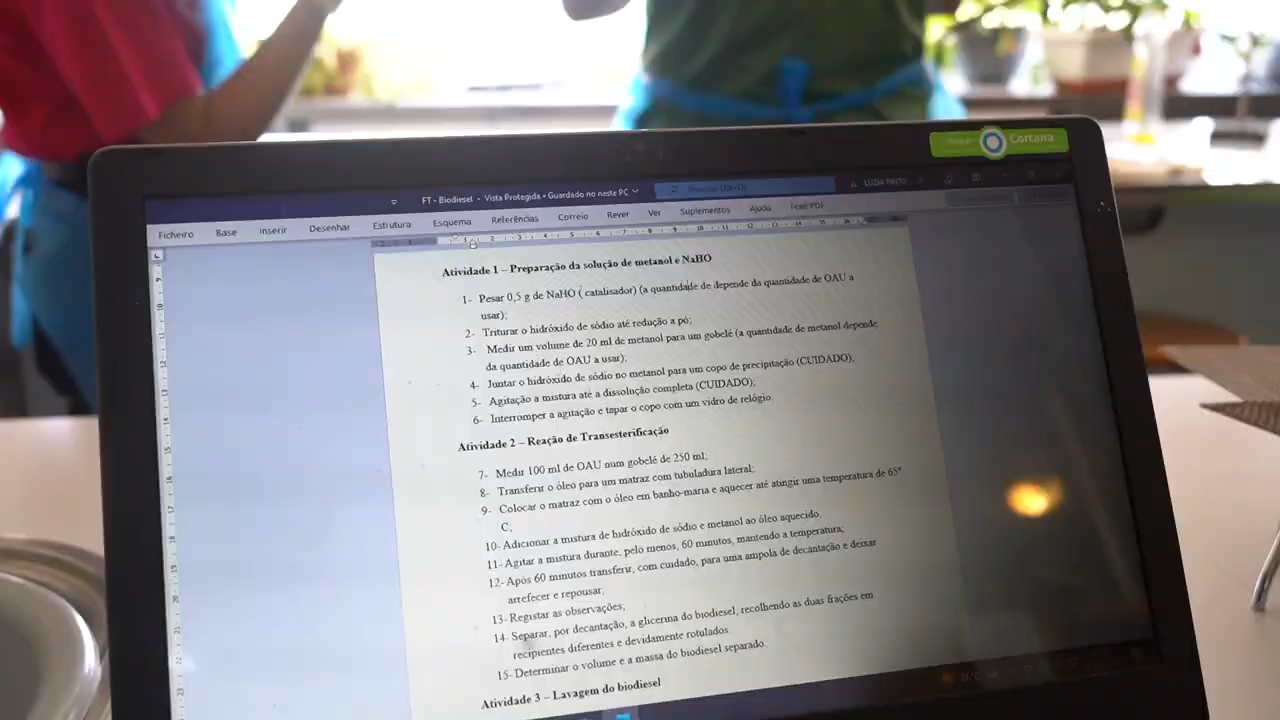 Cortana
FT - Biodiesel - Vista Protegida • Guardado no neste PC
LUZIA PINTO
Ficheiro Base Inserir Desenhar Estrutura Esquema Referências Correio Rever Ver Suplementos Ajuda
Atividade 1 – Preparação da solução de metanol e NaHO
1- Pesar 0,5 g de NaHO ( catalisador) (a quantidade de depende da quantidade de OAU a
usar);
2- Triturar o hidróxido de sódio até redução a pó;
3- Medir um volume de 20 ml de metanol para um gobelé (a quantidade de metanol depende
da quantidade de OAU a usar);
4- Juntar o hidróxido de sódio no metanol para um copo de precipitação (CUIDADO);
5- Agitação a mistura até a dissolução completa (CUIDADO);
6- Interromper a agitação e tapar o copo com um vidro de relógio.
Atividade 2 – Reação de Transesterificação
7- Medir 100 ml de OAU num gobelé de 250 ml;
8- Transferir o óleo para um matraz com tubuladura lateral;
9- Colocar o matraz com o óleo em banho-maria e aquecer até atingir uma temperatura de 65º
C;
10- Adicionar a mistura de hidróxido de sódio e metanol ao óleo aquecido.
11- Agitar a mistura durante, pelo menos, 60 minutos, mantendo a temperatura;
12- Após 60 minutos transferir, com cuidado, para uma ampola de decantação e deixar
arrefecer e repousar;
13- Registar as observações;
14- Separar, por decantação, a glicerina do biodiesel, recolhendo as duas frações em
recipientes diferentes e devidamente rotulados
15- Determinar o volume e a massa do biodiesel separado.
Atividade 3 – Lavagem do biodiesel